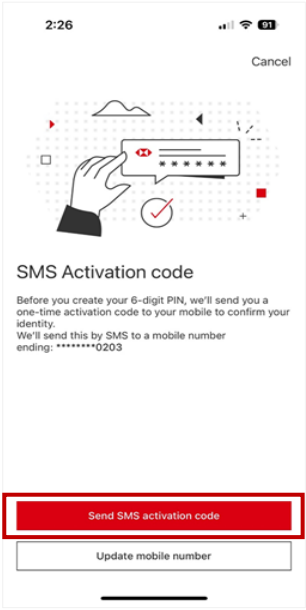 2:26
91
Cancel
* * * * * *
SMS Activation code
Before you create your 6-digit PIN, we'll send you a
one-time activation code to your mobile to confirm your
identity.
We'll send this by SMS to a mobile number
ending: ********0203
Send SMS activation code
Update mobile number